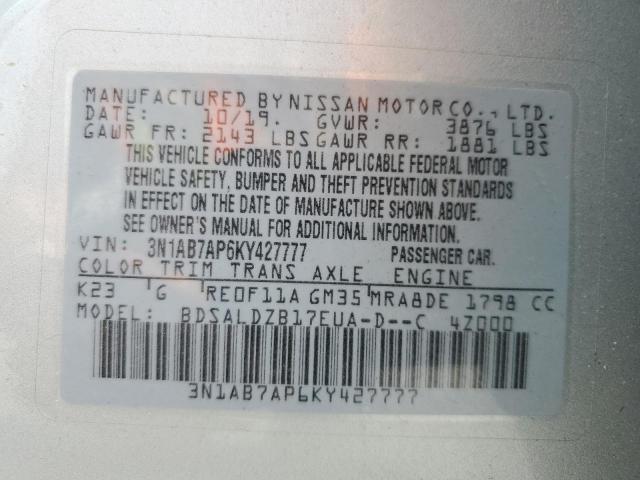 MANUFACTURED BY NISSAN MOTOR CO., LTD.
DATE: 10/19. GVWR: 3876 LBS
GAWR FR: 2143 LBS GAWR RR: 1881 LBS
THIS VEHICLE CONFORMS TO ALL APPLICABLE FEDERAL MOTOR
VEHICLE SAFETY, BUMPER AND THEFT PREVENTION STANDARDS
IN EFFECT ON THE DATE OF MANUFACTURE SHOWN ABOVE.
SEE OWNER'S MANUAL FOR ADDITIONAL INFORMATION.
VIN: 3N1AB7AP6KY427777 PASSENGER CAR.
COLOR TRIM TRANS AXLE ENGINE
K23 G RE0F11A GM35 MRA8DE 1798 CC
MODEL: BDSALDZB17EUA-D--C 4Z000
3N1AB7AP6KY427777